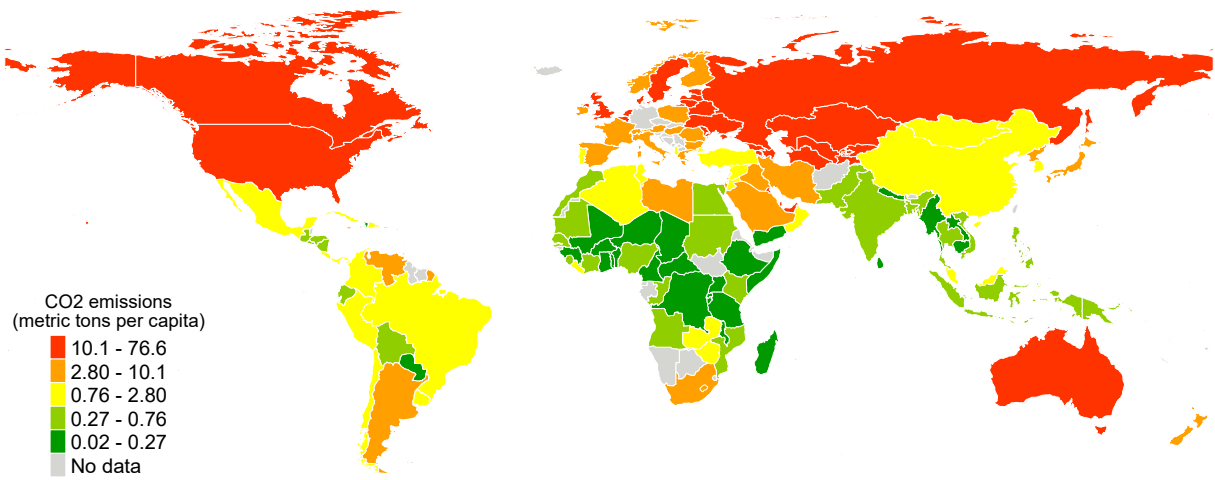 CO2 emissions
(metric tons per capita)
10.1 - 76.6
2.80 - 10.1
0.76 - 2.80
0.27 - 0.76
0.02 - 0.27
No data